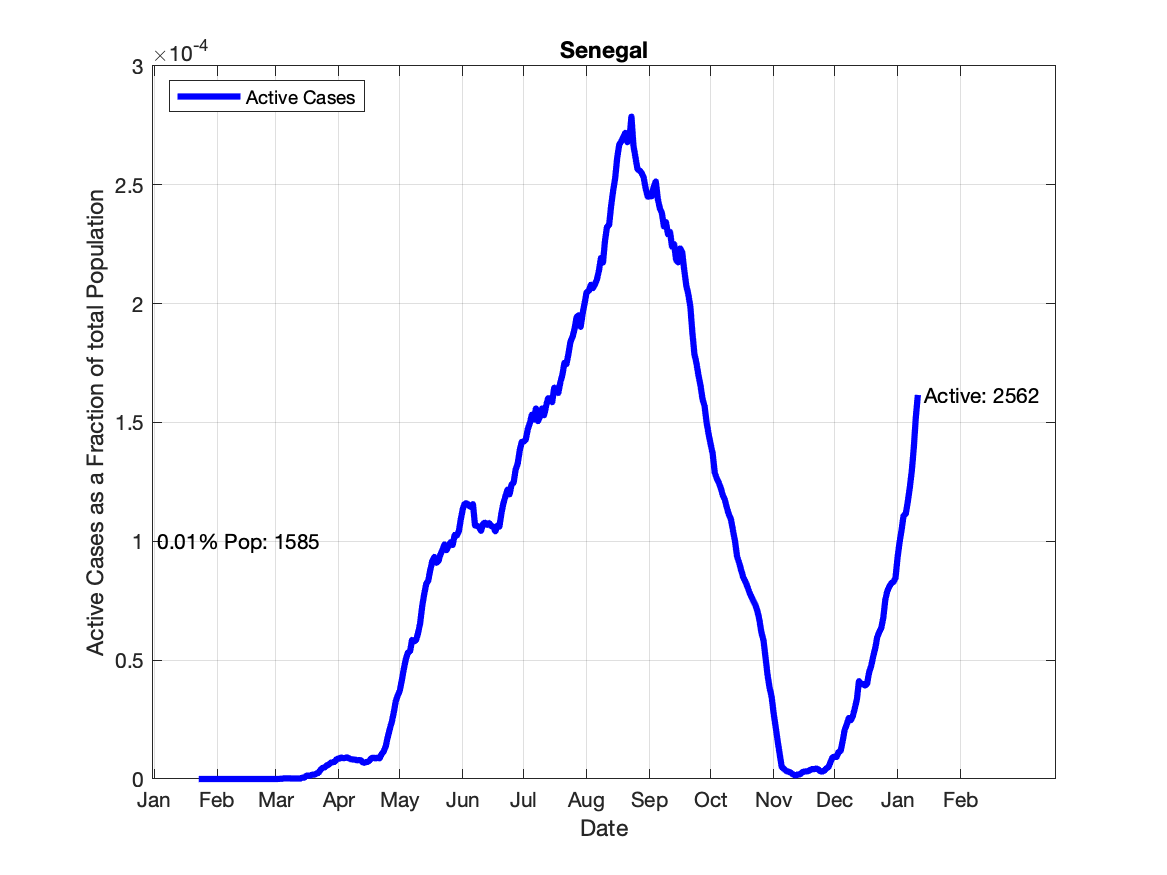 Senegal
×10-4
Active Cases
3
2.5
2
1.5
1
0.5
0
0.01% Pop: 1585
Active: 2562
Active Cases as a Fraction of total Population
Jan Feb Mar Apr May Jun Jul Aug Sep Oct Nov Dec Jan Feb
Date